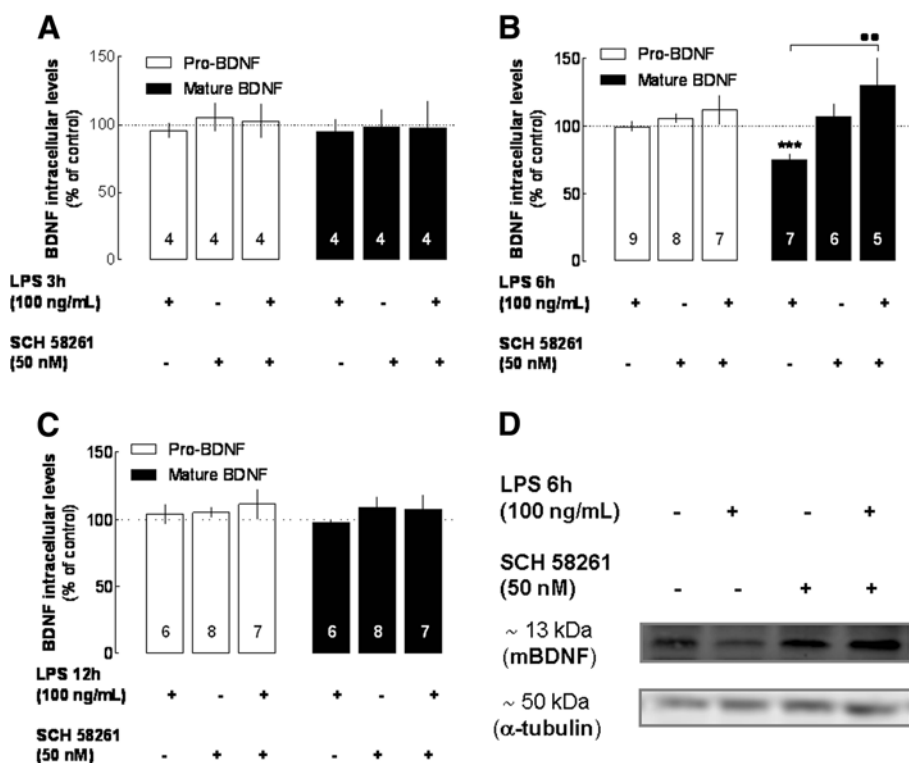 A
BDNF intracellular levels
(% of control)
150
100
50
0
Pro-BDNF
Mature BDNF
4 4 4 4 4 4
LPS 3h
(100 ng/mL) + - + + - +
SCH 58261
(50 nM) - + + - + +
B
BDNF intracellular levels
(% of control)
150
100
50
0
Pro-BDNF
Mature BDNF
***
9 8 7 7 6 5
LPS 6h
(100 ng/mL) + - + + - +
SCH 58261
(50 nM) - + + - + +
C
BDNF intracellular levels
(% of control)
150
100
50
0
Pro-BDNF
Mature BDNF
6 8 7 6 8 7
LPS 12h
(100 ng/mL) + - + + - +
SCH 58261
(50 nM) - + + - + +
D
LPS 6h
(100 ng/mL) - + - +
SCH 58261
(50 nM) - - + +
~ 13 kDa
(mBDNF)
~ 50 kDa
(α-tubulin)